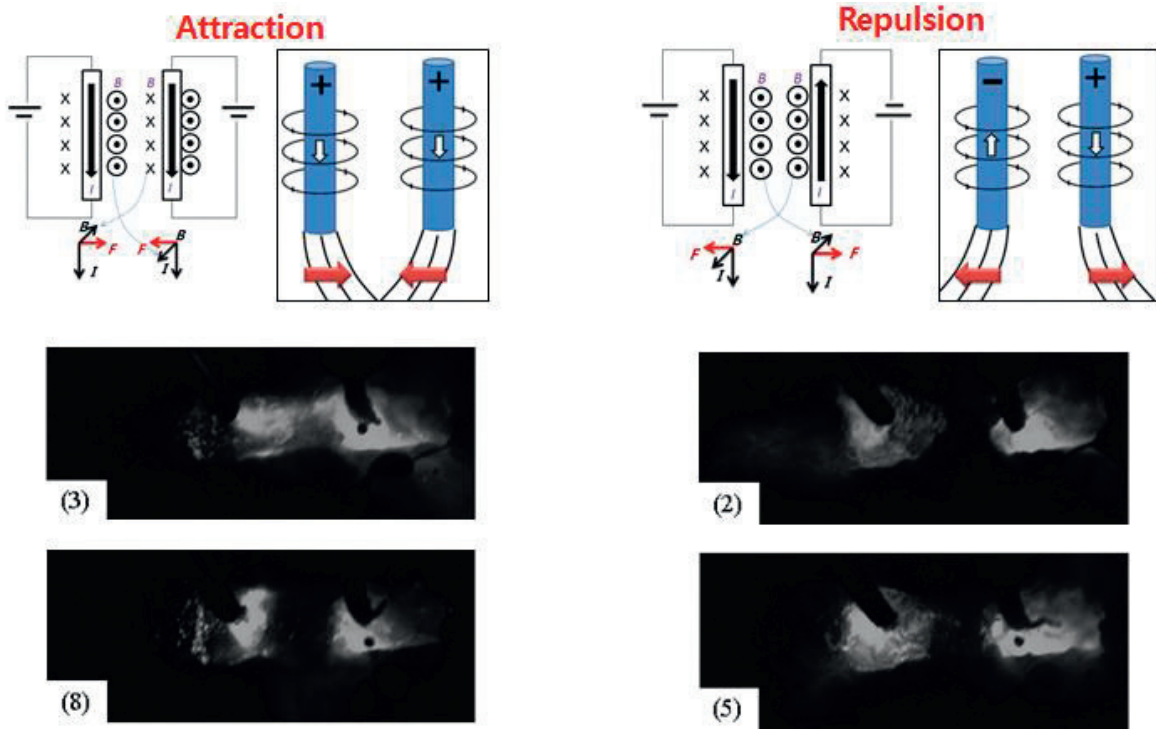 Attraction
Repulsion
B B
X X
X X
X X
X X
I I
B F F B
I I
+ +
B B
X X
X X
X X
X X
I I
F B B F
I I
- +
(3)
(2)
(8)
(5)